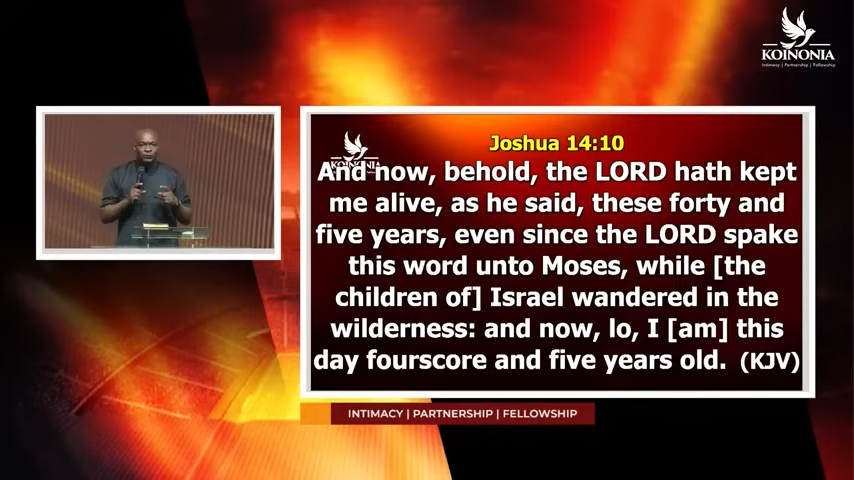 KOINONIA
Intimacy | Partnership | Fellowship
KOINONIA
Joshua 14:10
And now, behold, the LORD hath kept
me alive, as he said, these forty and
five years, even since the LORD spake
this word unto Moses, while [the
children of] Israel wandered in the
wilderness: and now, lo, I [am] this
day fourscore and five years old. (KJV)
INTIMACY | PARTNERSHIP | FELLOWSHIP